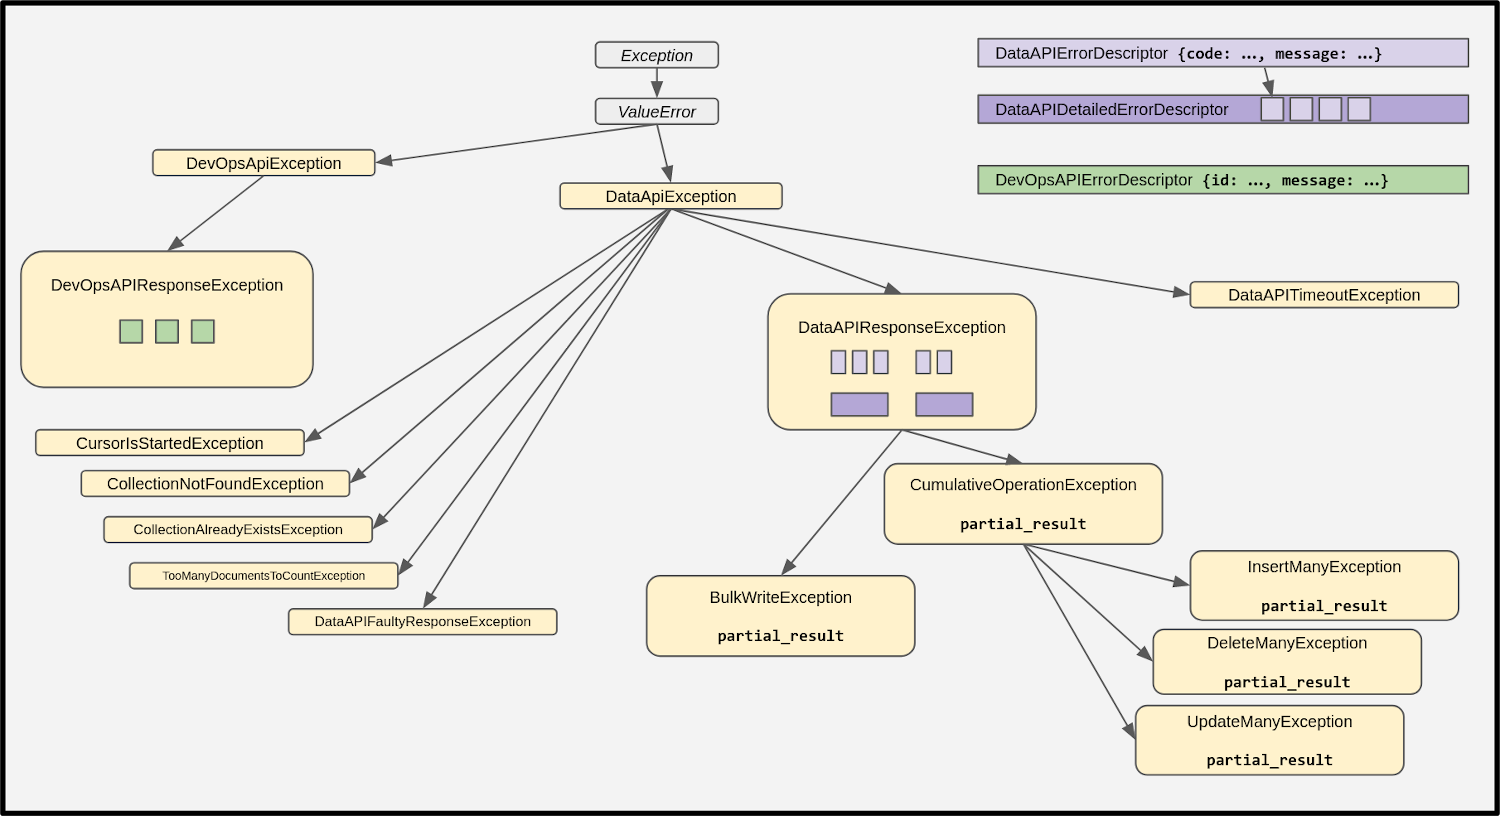 Exception
ValueError
DataAPIErrorDescriptor {code: ..., message: ...}
DataAPIDetailedErrorDescriptor
DevOpsAPIErrorDescriptor {id: ..., message: ...}
DevOpsApiException
DataApiException
DevOpsAPIResponseException
DataAPITimeoutException
DataAPIResponseException
CursorIsStartedException
CollectionNotFoundException
CollectionAlreadyExistsException
TooManyDocumentsToCountException
DataAPIFaultyResponseException
CumulativeOperationException
partial_result
BulkWriteException
partial_result
InsertManyException
partial_result
DeleteManyException
partial_result
UpdateManyException
partial_result